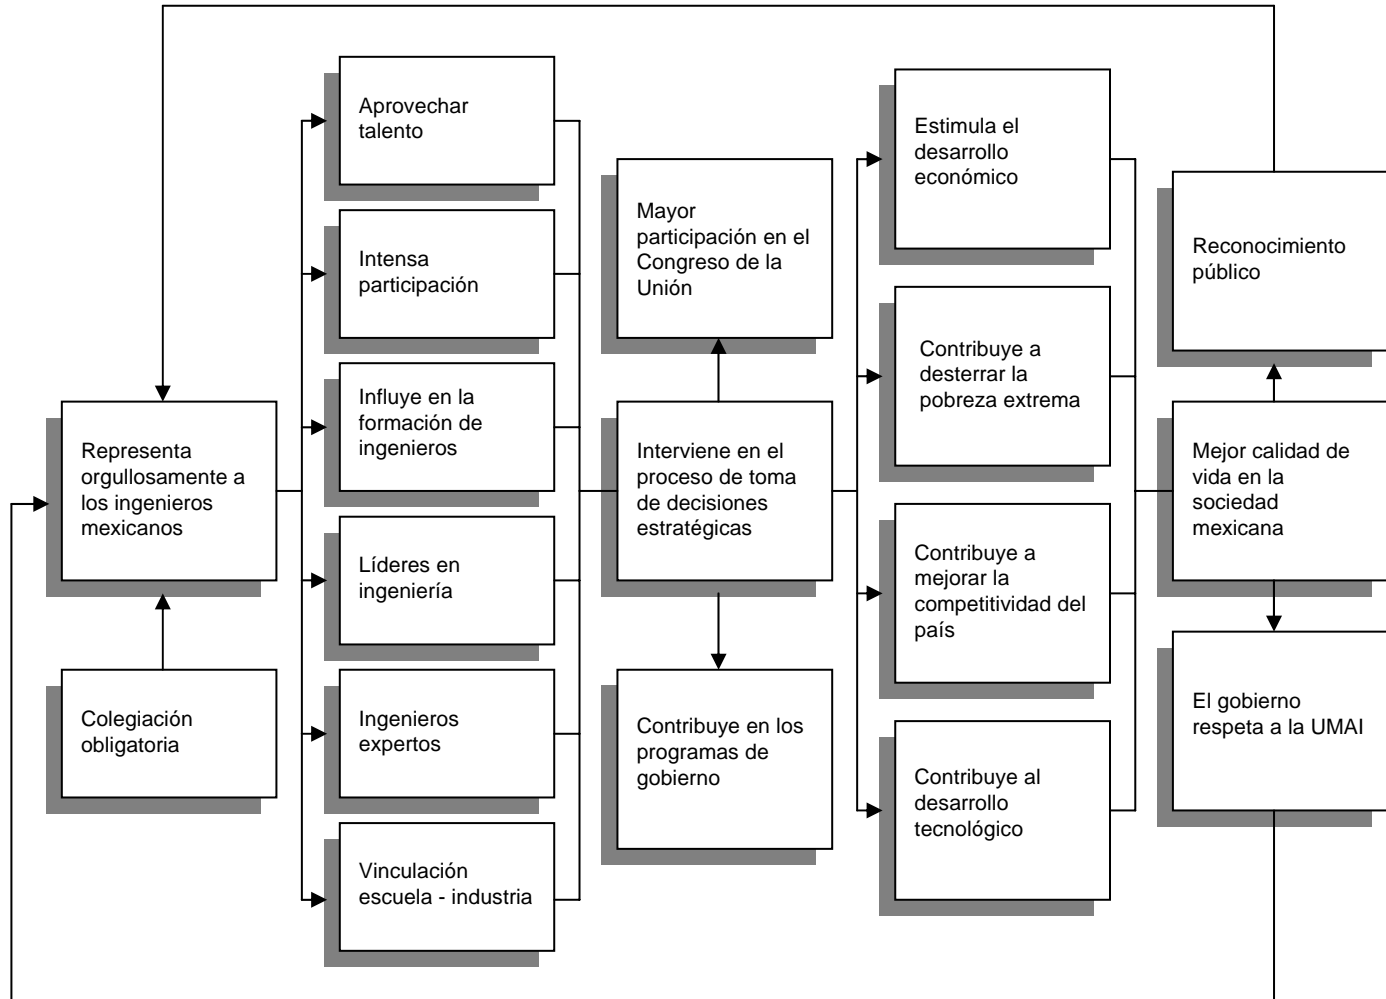 Aprovechar
talento
Intensa
participación
Influye en la
formación de
ingenieros
Líderes en
ingeniería
Ingenieros
expertos
Vinculación
escuela - industria
Representa
orgullosamente a
los ingenieros
mexicanos
Colegiación
obligatoria
Mayor
participación en el
Congreso de la
Unión
Interviene en el
proceso de toma
de decisiones
estratégicas
Contribuye en los
programas de
gobierno
Estimula el
desarrollo
económico
Contribuye a
desterrar la
pobreza extrema
Contribuye a
mejorar la
competitividad del
país
Contribuye al
desarrollo
tecnológico
Reconocimiento
público
Mejor calidad de
vida en la
sociedad
mexicana
El gobierno
respeta a la UMAI